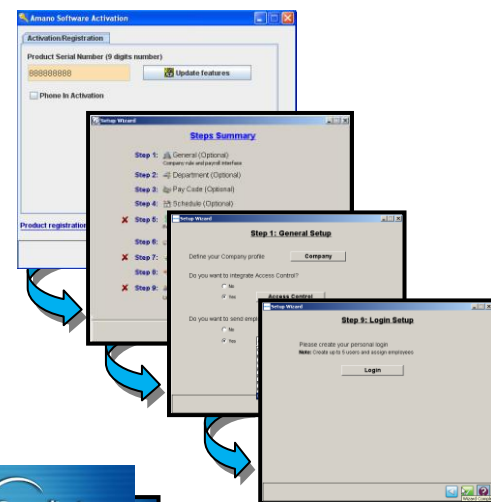 Amano Software Activation
Activation/Registration
Product Serial Number (9 digits number)
000000000
Update features
Phone In Activation
Product registration
Setup Wizard
Steps Summary
Step 1: General (Optional)
Company rule and payroll interface
Step 2: Department (Optional)
Step 3: Pay Code (Optional)
Step 4: Schedule (Optional)
Step 5:
Step 6:
Step 7:
Step 8:
Step 9:
Setup Wizard
Step 1: General Setup
Define your Company profile
Company
Do you want to integrate Access Control?
No
Yes
Access Control
Do you want to send empl
No
Yes
Setup Wizard
Step 9: Login Setup
Please create your personal login
Note: Create up to 5 users and assign employees
Login
Wizard Comple